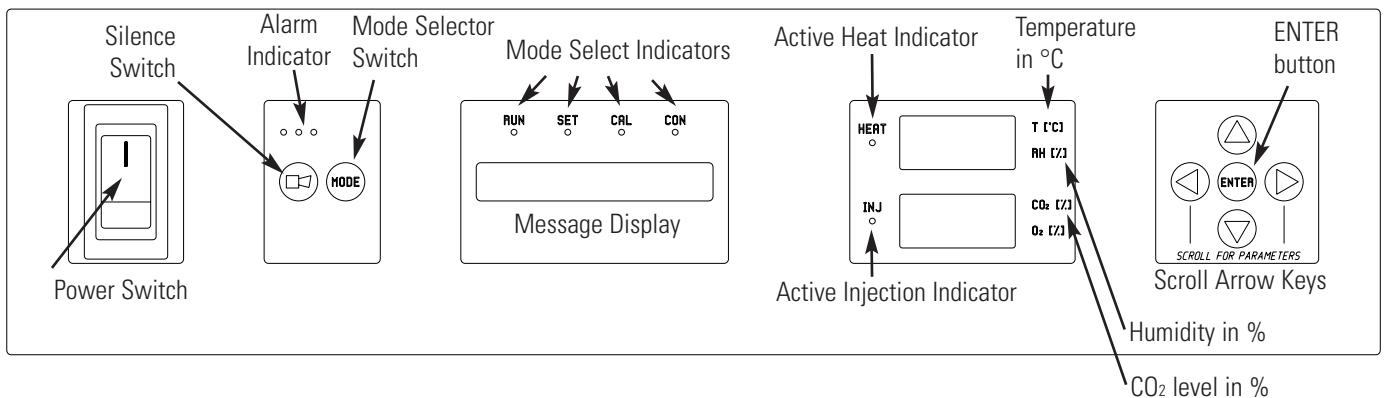 Silence
Switch
Alarm
Indicator
Mode Selector
Switch
Mode Select Indicators
Active Heat Indicator
Temperature
in °C
ENTER
button
MODE
RUN SET CAL CON
Message Display
HEAT
T [°C]
RH [%]
INJ
CO₂ [%]
O₂ [%]
ENTER
SCROLL FOR PARAMETERS
Power Switch
Active Injection Indicator
Scroll Arrow Keys
Humidity in %
CO₂ level in %